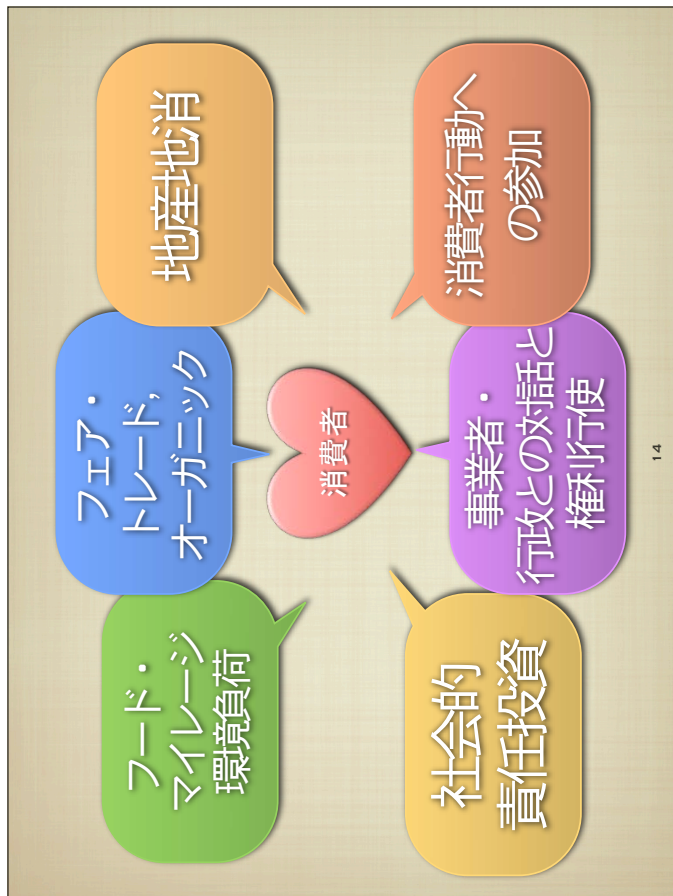 フード・
マイレージ
環境負荷
フェア・
トレード,
オーガニック
地産地消
消費者
社会的
責任投資
事業者・
行政との対話と
権利行使
消費者行動へ
の参加
14